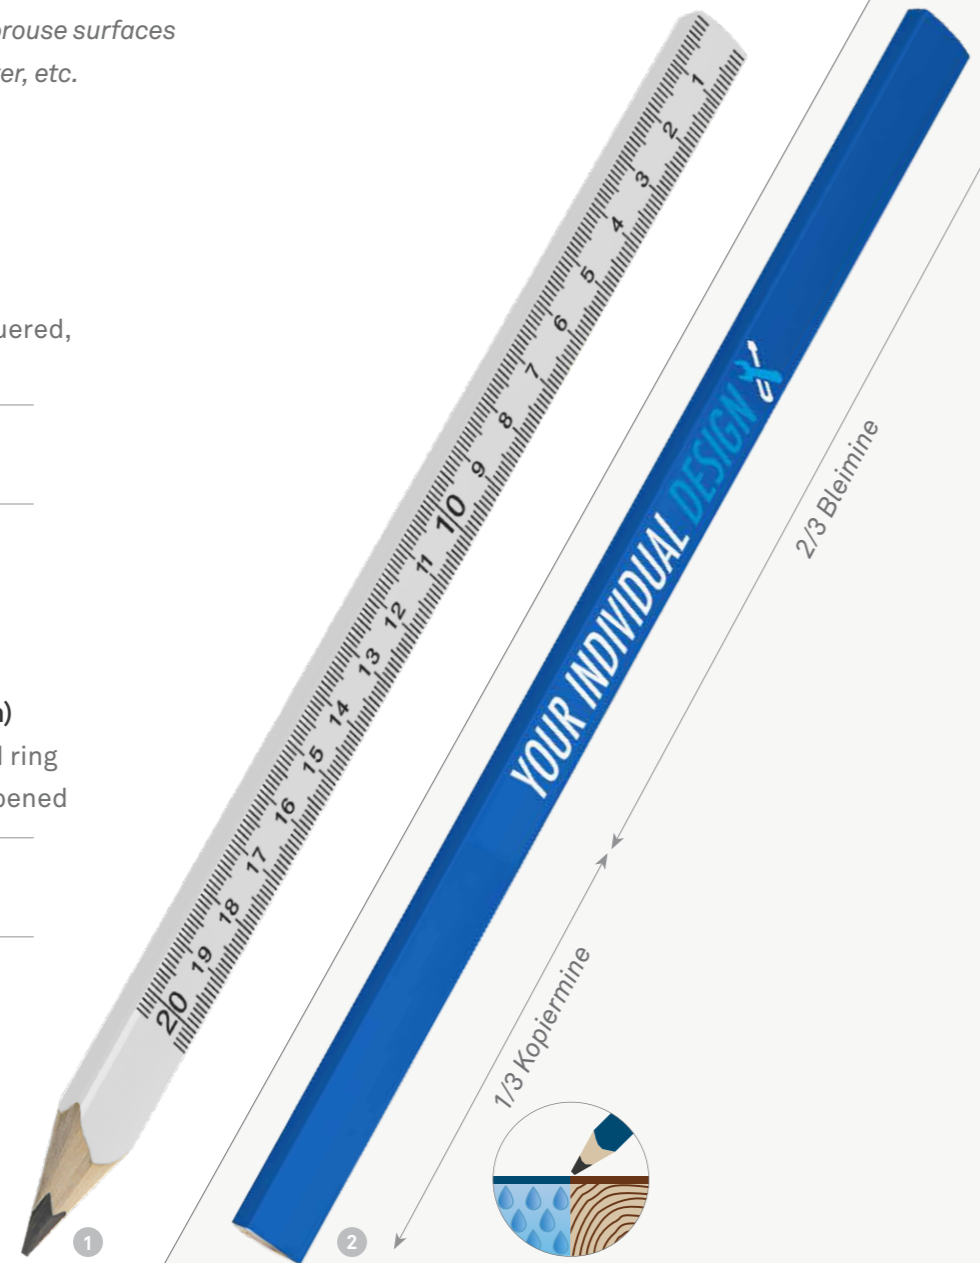 rouse surfaces
er, etc.
uered,
)
ring
pened
1
2
3
4
5
6
7
8
9
10
11
12
13
14
15
16
17
18
19
20
YOUR INDIVIDUAL DESIGN
2/3 Bleimine
1/3 Kopiermine
1
2